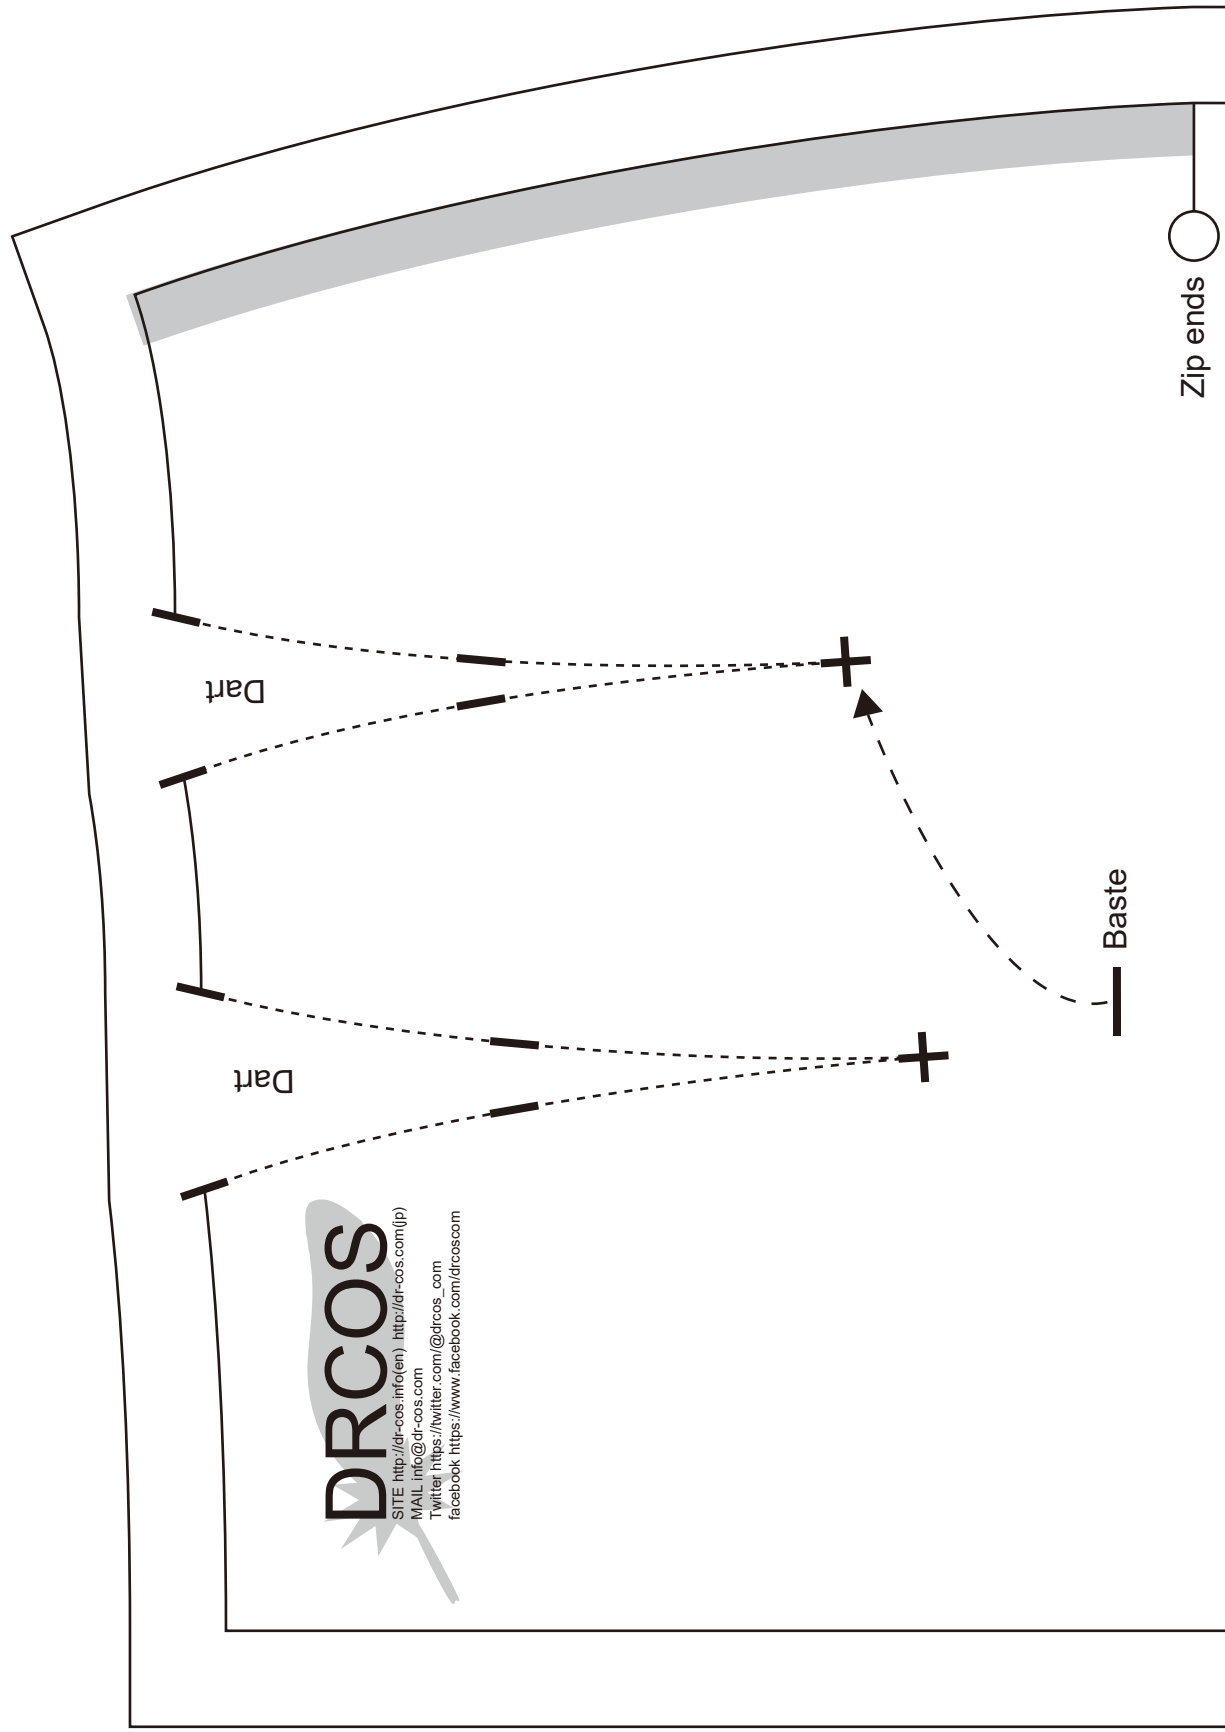 Zip ends
Dart
Baste
Dart
DRCOS
SITE http://dr-cos.info(en)  http://dr-cos.com(jp)
MAIL info@dr-cos.com
Twitter https://twitter.com/@drcos_com
facebook https://www.facebook.com/drcoscom